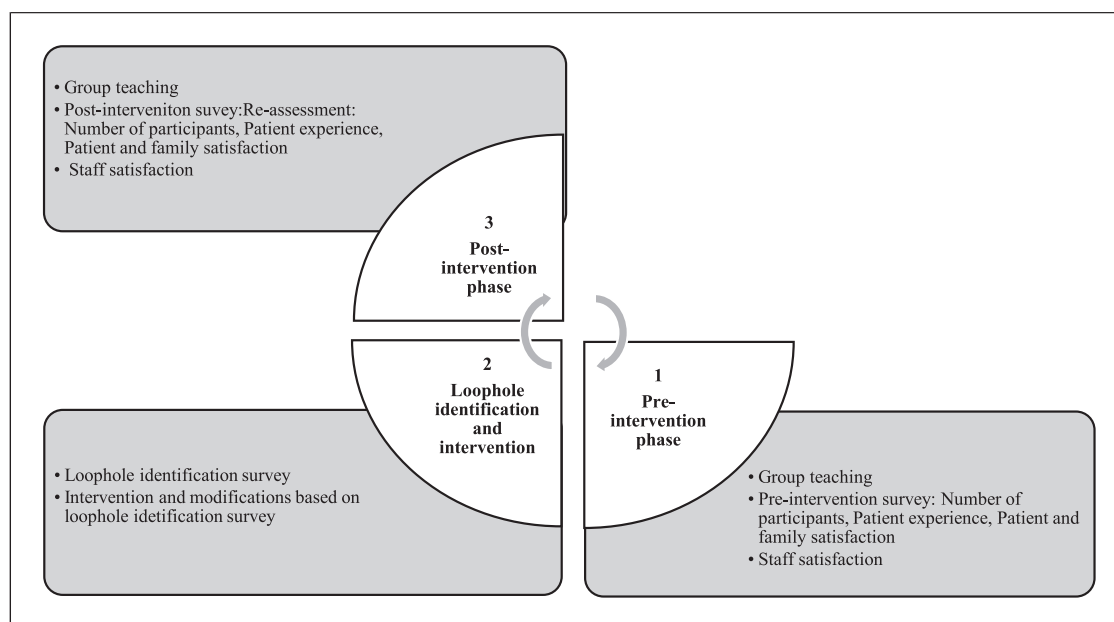 • Group teaching
• Post-interveniton suvey:Re-assessment:
Number of participants, Patient experience,
Patient and family satisfaction
• Staff satisfaction
3
Post-
intervention
phase
2
Loophole
identification
and
intervention
1
Pre-
intervention
phase
• Loophole identification survey
• Intervention and modifications based on
loophole idetification survey
• Group teaching
• Pre-intervention survey: Number of
participants, Patient experience, Patient and
family satisfaction
• Staff satisfaction